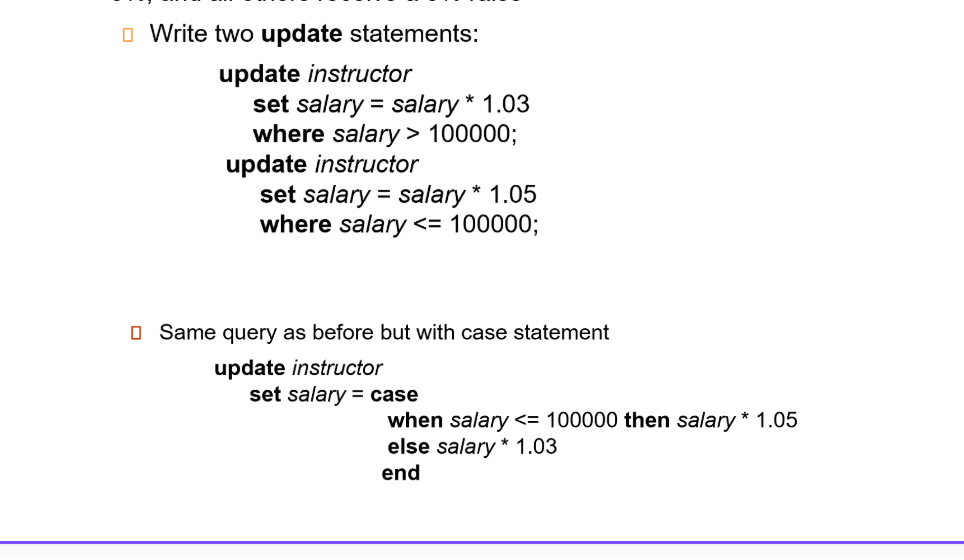 Write two update statements:
update instructor
set salary = salary * 1.03
where salary > 100000;
update instructor
set salary = salary * 1.05
where salary <= 100000;
Same query as before but with case statement
update instructor
set salary = case
when salary <= 100000 then salary * 1.05
else salary * 1.03
end